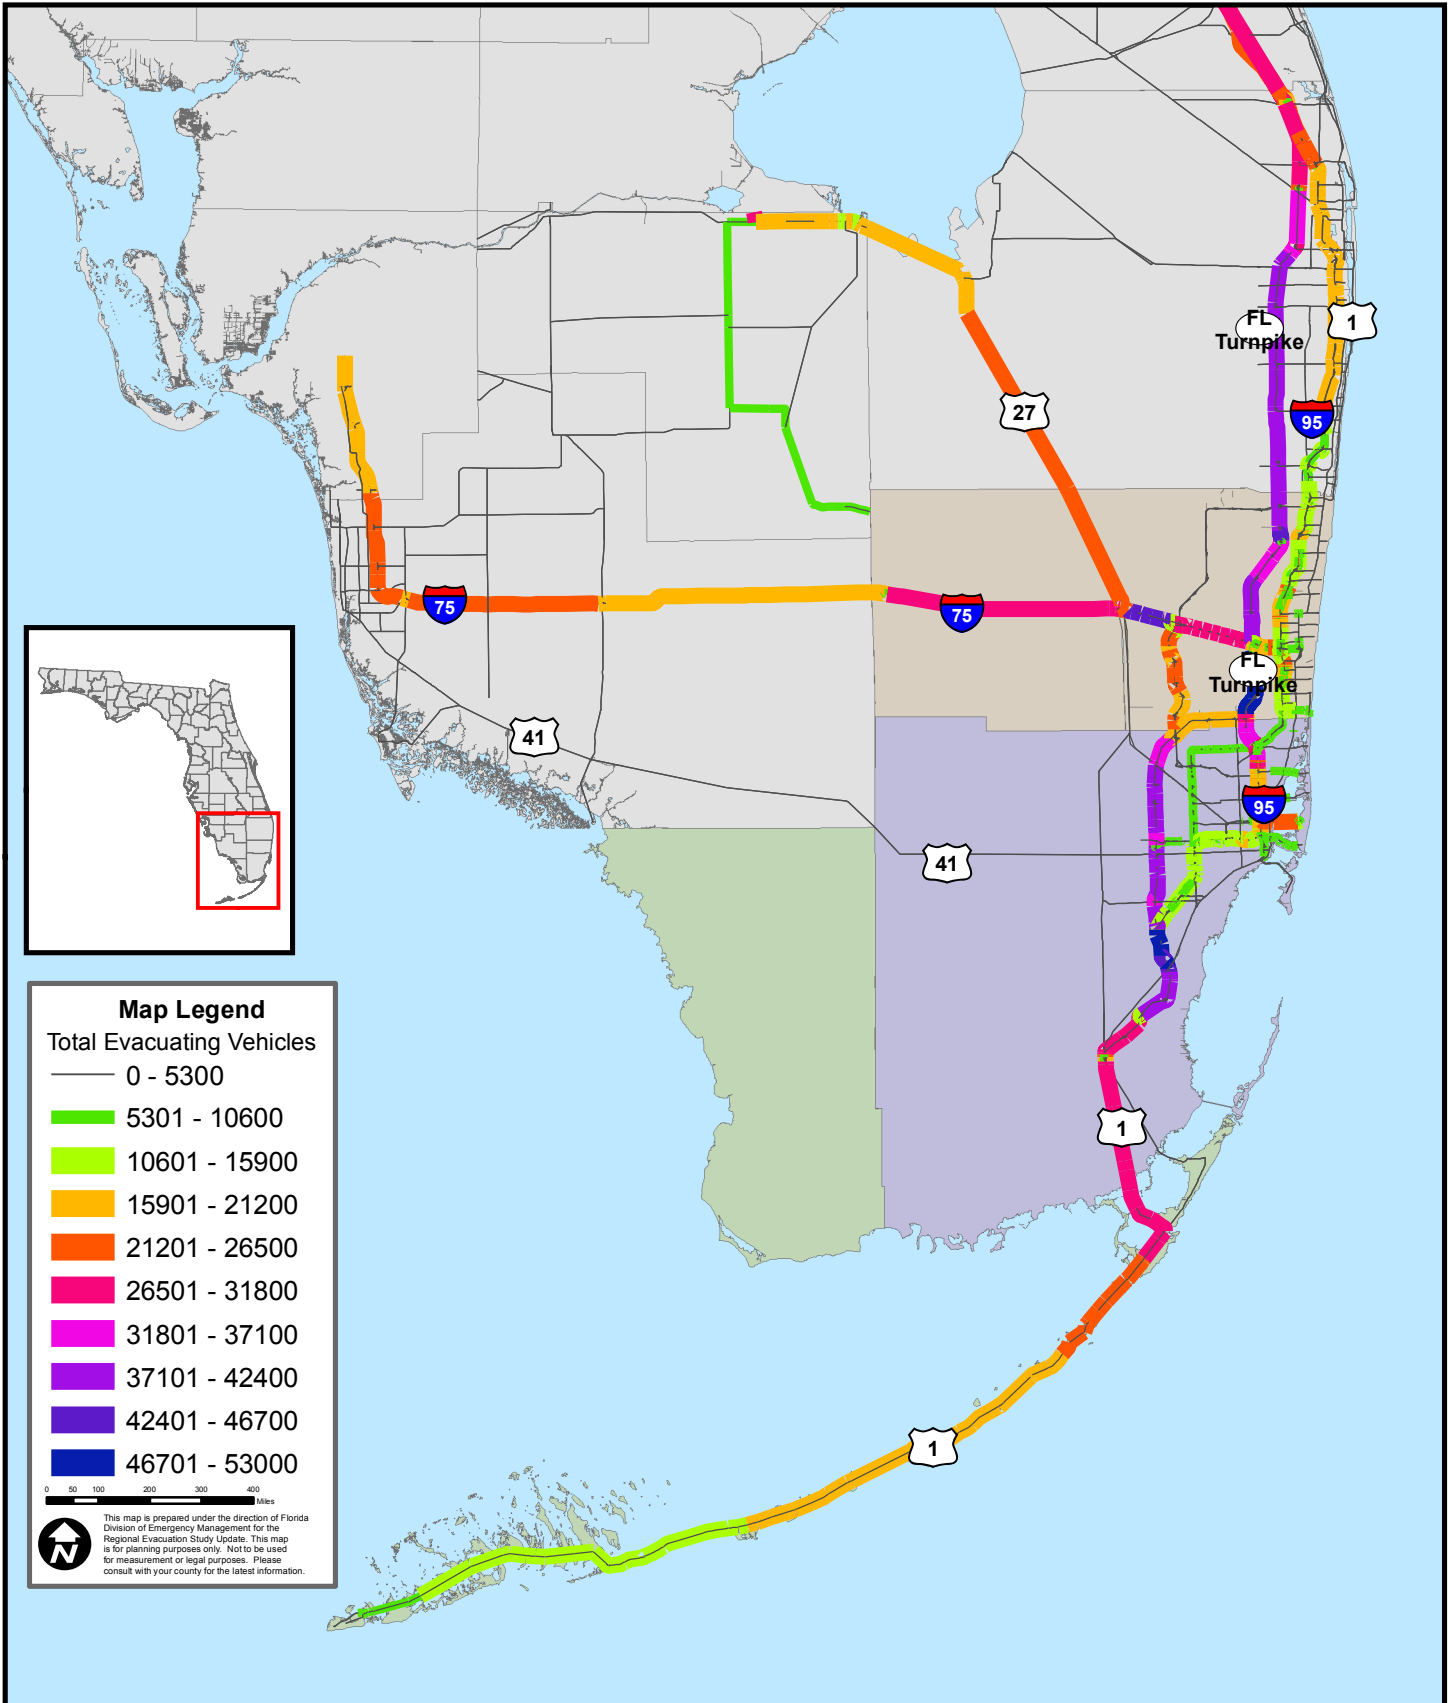 FL
Turnpike
1
95
27
75
75
FL
Turnpike
41
95
41
1
1
Map Legend
Total Evacuating Vehicles
0 - 5300
5301 - 10600
10601 - 15900
15901 - 21200
21201 - 26500
26501 - 31800
31801 - 37100
37101 - 42400
42401 - 46700
46701 - 53000
0 50 100 200 300 400
Miles
N
This map is prepared under the direction of Florida
Division of Emergency Management for the
Regional Evacuation Study Update. This map
is for planning purposes only. Not to be used
for measurement or legal purposes. Please
consult with your county for the latest information.